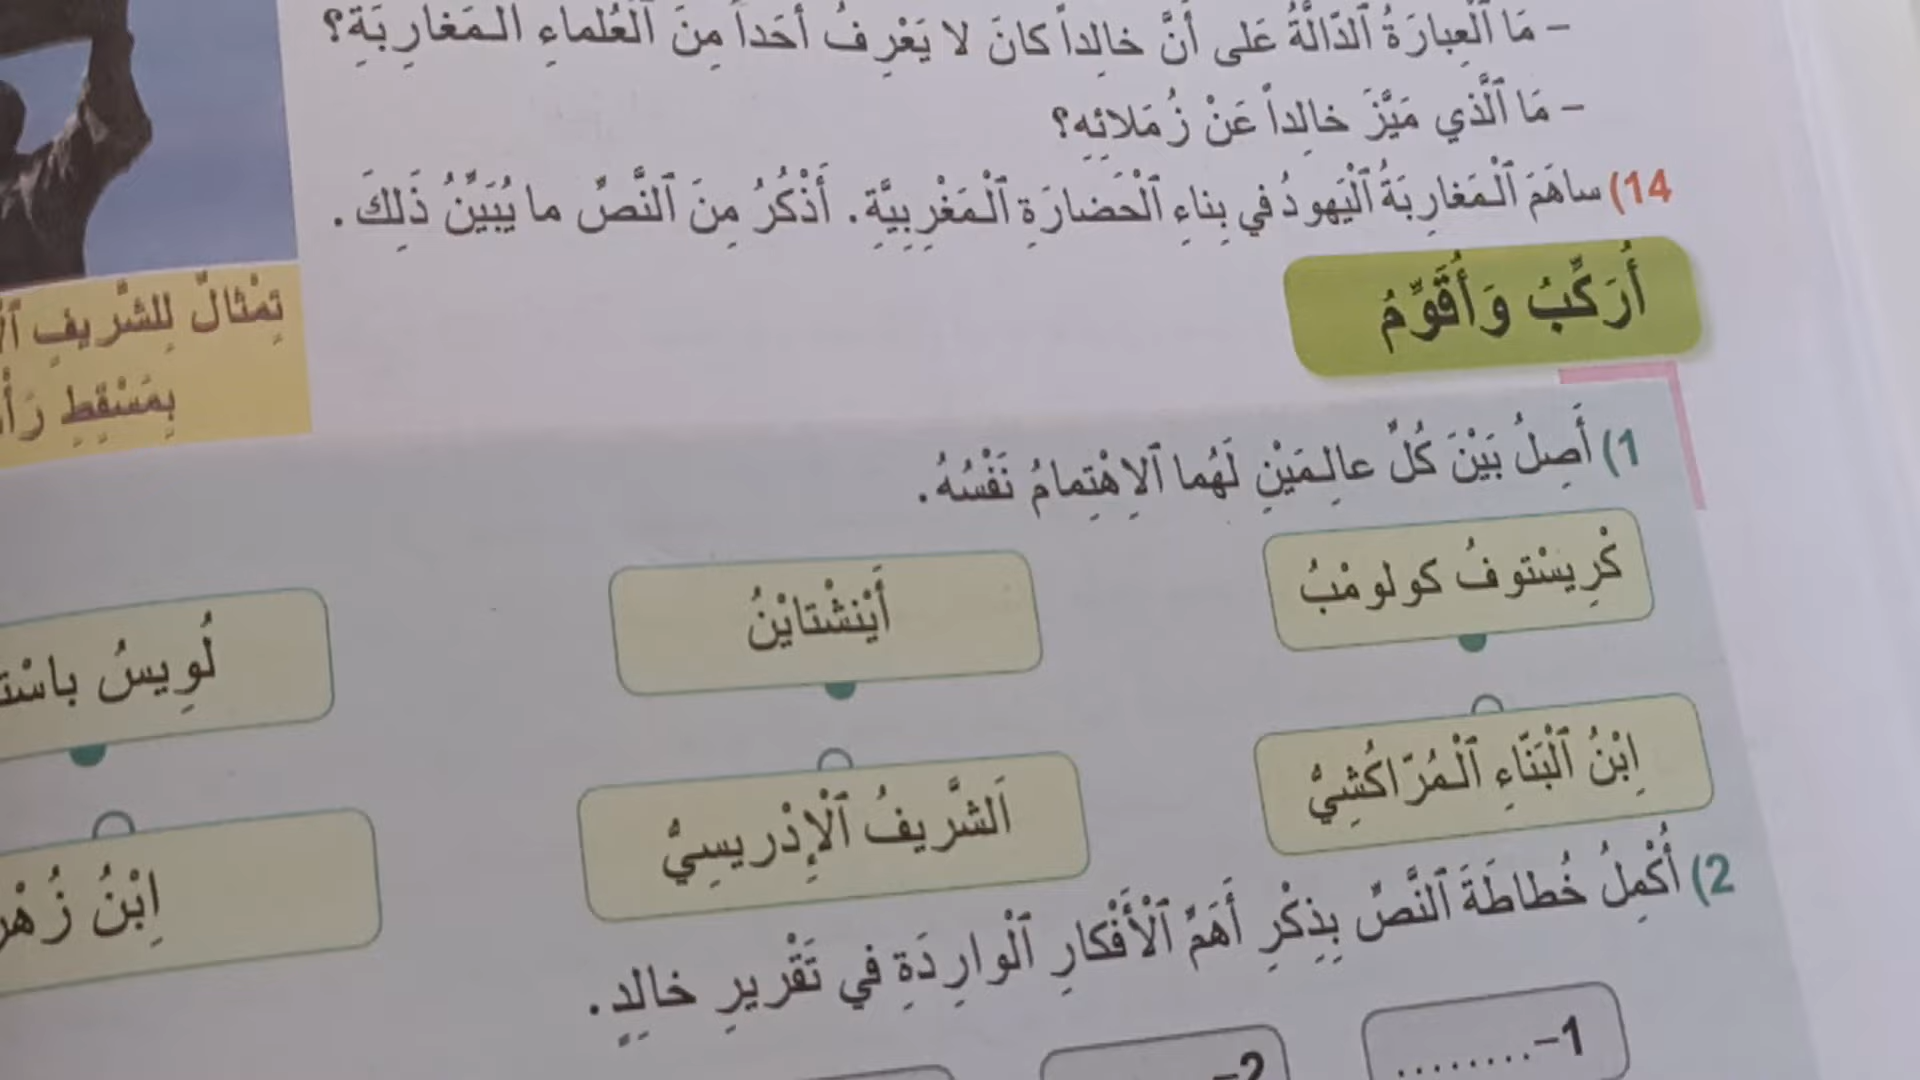 – مَا ٱلْعِبارَةُ ٱلدّالَّةُ عَلى أَنَّ خالِداً كانَ لا يَعْرِفُ أَحَداً مِنَ ٱلْعُلَماءِ ٱلْمَغارِبَةِ؟
– مَا ٱلَّذي مَيَّزَ خالِداً عَنْ زُمَلائِهِ؟
14) ساهَمَ ٱلْمَغارِبَةُ ٱلْيَهودُ في بِناءِ ٱلْحَضارَةِ ٱلْمَغْرِبِيَّةِ. أَذْكُرُ مِنَ ٱلنَّصِّ ما يُبَيِّنُ ذَلِكَ.
تِمْثالٌ لِلشَّريفِ
بِمَسْقِطِ
أُرَكِّبُ وَأُقَوِّمُ
1) أَصِلُ بَيْنَ كُلِّ عالِمَيْنِ لَهُما ٱلِاهْتِمامُ نَفْسُهُ.
كْرِيسْتوفُ كولومْبُ
أَيْنشْتايْنُ
لُويسُ
اِبْنُ ٱلْبَنّاءِ ٱلْمُرّاكُشِيُّ
اَلشَّريفُ ٱلْإِدْريسِيُّ
اِبْنُ
2) أُكْمِلُ خُطاطَةَ ٱلنَّصِّ بِذِكْرِ أَهَمِّ ٱلْأَفْكارِ ٱلْوارِدَةِ في تَقْريرِ خالِدٍ.
1–.........
2–